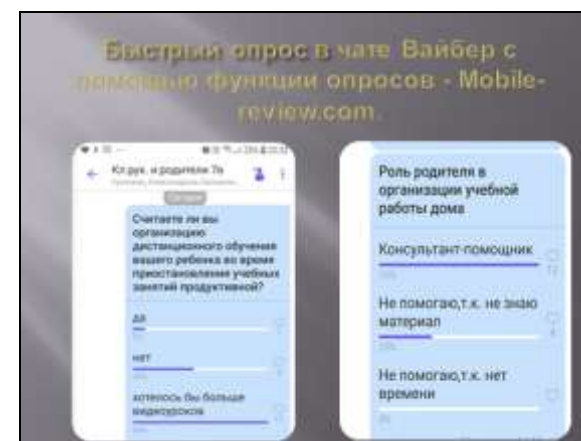 Быстрый опрос в чате Вайбер с
помощью функции опросов - Mobile-
review.com.
Кл.рук. и родители 7в
Считаете ли вы
организацию
дистанционного обучения
вашего ребенка во время
приостановления учебных
занятий продуктивной?
да
нет
хотелось бы больше
видеоуроков
Роль родителя в
организации учебной
работы дома
Консультант-помощник
Не помогаю,т.к. не знаю
материал
Не помогаю,т.к. нет
времени